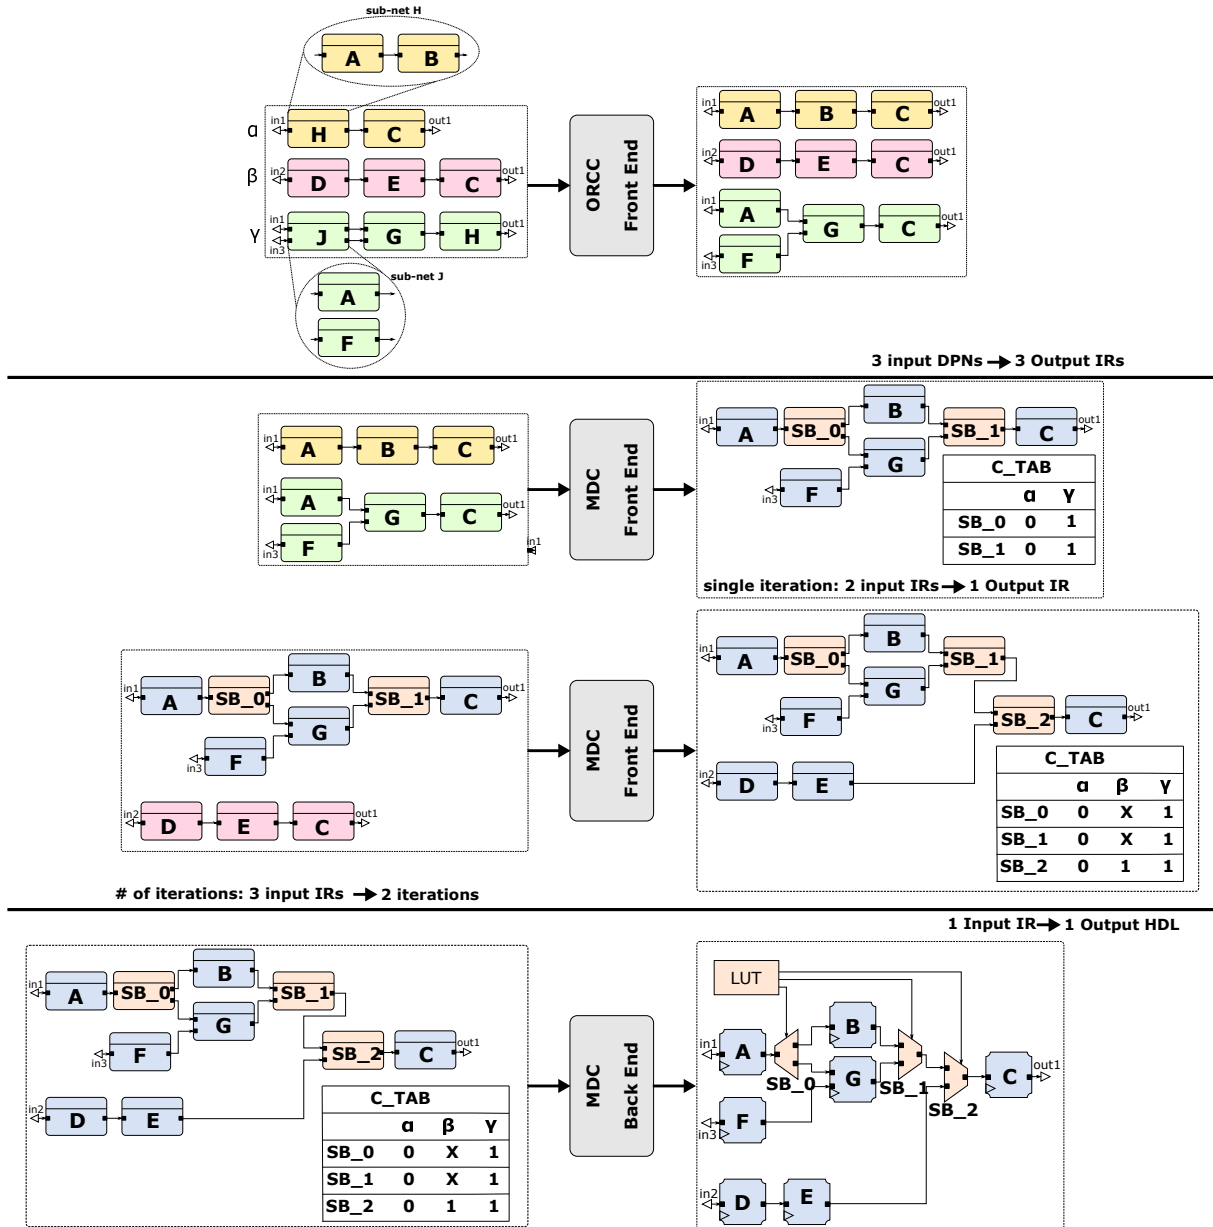 sub-net H
A B
in1 out1
α H C
in2 out1
β D E C
in1 out1
γ J G H
in3
sub-net J
A
F
ORCC
Front End
in1 A B C out1
in2 D E C out1
in1 A
G C out1
in3 F
3 input DPNs → 3 Output IRs
in1 A B C out1
in1 A
G C out1
in3 F
in1
MDC
Front End
B
in1 A SB_0 SB_1 C out1
G
in3 F
C_TAB
α γ
SB_0 0 1
SB_1 0 1
single iteration: 2 input IRs → 1 Output IR
B
in1 A SB_0 SB_1 C out1
G
in3 F
in2 D E C out1
# of iterations: 3 input IRs → 2 iterations
MDC
Front End
B
in1 A SB_0 SB_1
G
in3 F
SB_2 C out1
in2 D E
C_TAB
α β γ
SB_0 0 X 1
SB_1 0 X 1
SB_2 0 1 1
1 Input IR → 1 Output HDL
B
in1 A SB_0 SB_1
G
in3 F
SB_2 C out1
in2 D E
C_TAB
α β γ
SB_0 0 X 1
SB_1 0 X 1
SB_2 0 1 1
MDC
Back End
LUT
B
in1 A
SB_0 G SB_1 C out1
SB_2
in3 F
in2 D E